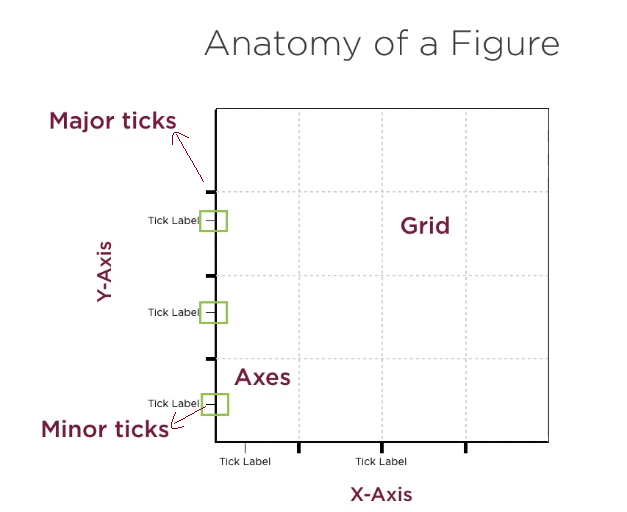 Anatomy of a Figure
Major ticks
Tick Label
Grid
Y-Axis
Tick Label
Axes
Tick Label
Minor ticks
Tick Label
Tick Label
X-Axis